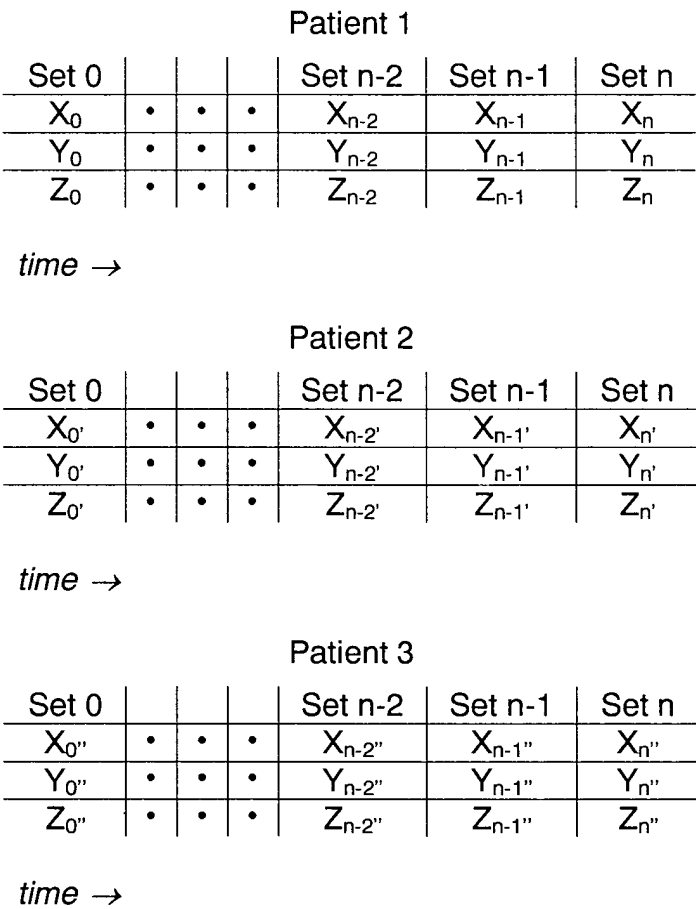 Patient 1
Set 0 Set n-2 Set n-1 Set n
X₀ • • • Xₙ₋₂ Xₙ₋₁ Xₙ
Y₀ • • • Yₙ₋₂ Yₙ₋₁ Yₙ
Z₀ • • • Zₙ₋₂ Zₙ₋₁ Zₙ
time →
Patient 2
Set 0 Set n-2 Set n-1 Set n
X₀' • • • Xₙ₋₂' Xₙ₋₁' Xₙ'
Y₀' • • • Yₙ₋₂' Yₙ₋₁' Yₙ'
Z₀' • • • Zₙ₋₂' Zₙ₋₁' Zₙ'
time →
Patient 3
Set 0 Set n-2 Set n-1 Set n
X₀" • • • Xₙ₋₂" Xₙ₋₁" Xₙ"
Y₀" • • • Yₙ₋₂" Yₙ₋₁" Yₙ"
Z₀" • • • Zₙ₋₂" Zₙ₋₁" Zₙ"
time →